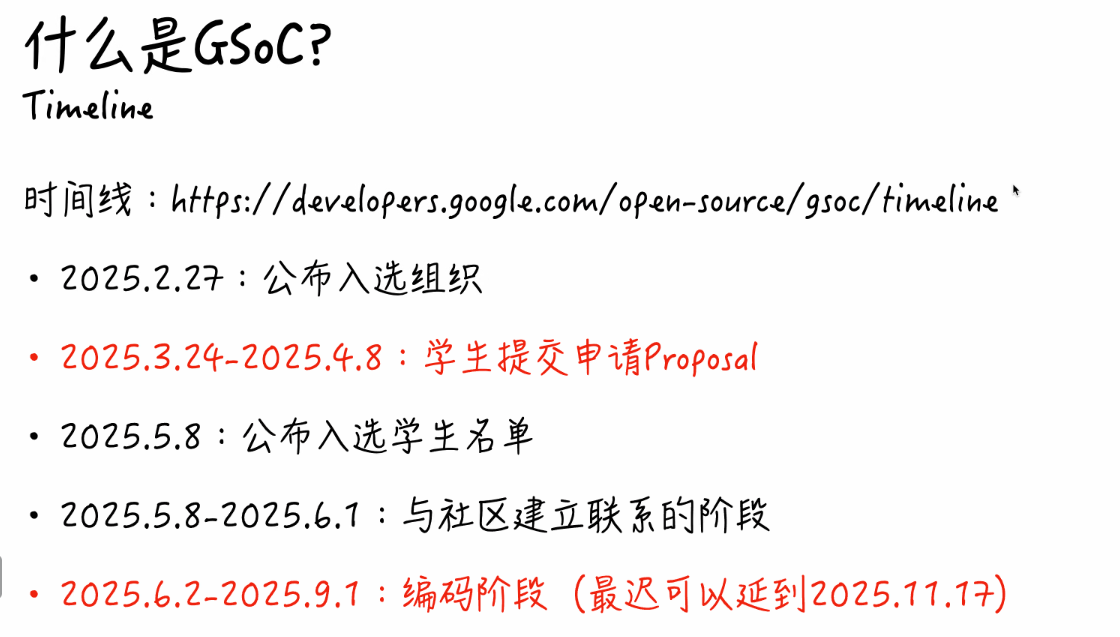 什么是GSoC?
Timeline
时间线：https://developers.google.com/open-source/gsoc/timeline
• 2025.2.27：公布入选组织
• 2025.3.24-2025.4.8：学生提交申请Proposal
• 2025.5.8：公布入选学生名单
• 2025.5.8-2025.6.1：与社区建立联系的阶段
• 2025.6.2-2025.9.1：编码阶段（最迟可以延到2025.11.17）